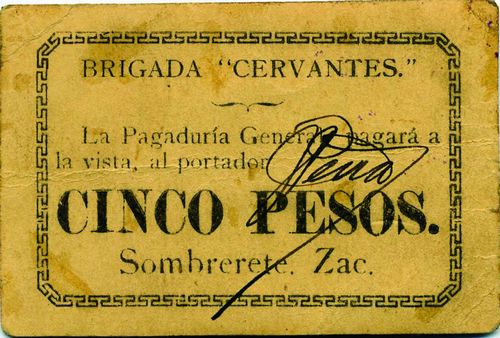 BRIGADA "CERVANTES."
La Pagaduría General pagará a
la vista, al portador
CINCO PESOS.
Sombrerete, Zac.